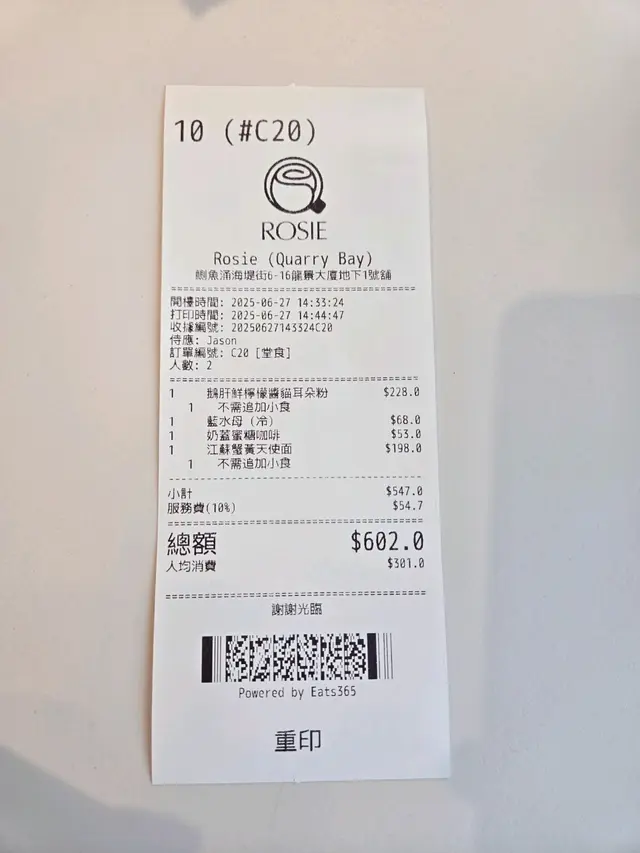 10 (#C20)
ROSIE
Rosie (Quarry Bay)
鰂魚涌海堤街6-16龍景大廈地下1號舖
開檯時間: 2025-06-27 14:33:24
打印時間: 2025-06-27 14:44:47
收據編號: 20250627143324C20
侍應: Jason
訂單編號: C20 [堂食]
人數: 2
1 鵝肝鮮檸檬醬貓耳朵粉 $228.0
1 不需追加小食
1 藍水母 (冷) $68.0
1 奶蓋蜜糖咖啡 $53.0
1 江蘇蟹黃天使面 $198.0
1 不需追加小食
小計 $547.0
服務費(10%) $54.7
總額 $602.0
人均消費 $301.0
謝謝光臨
Powered by Eats365
重印